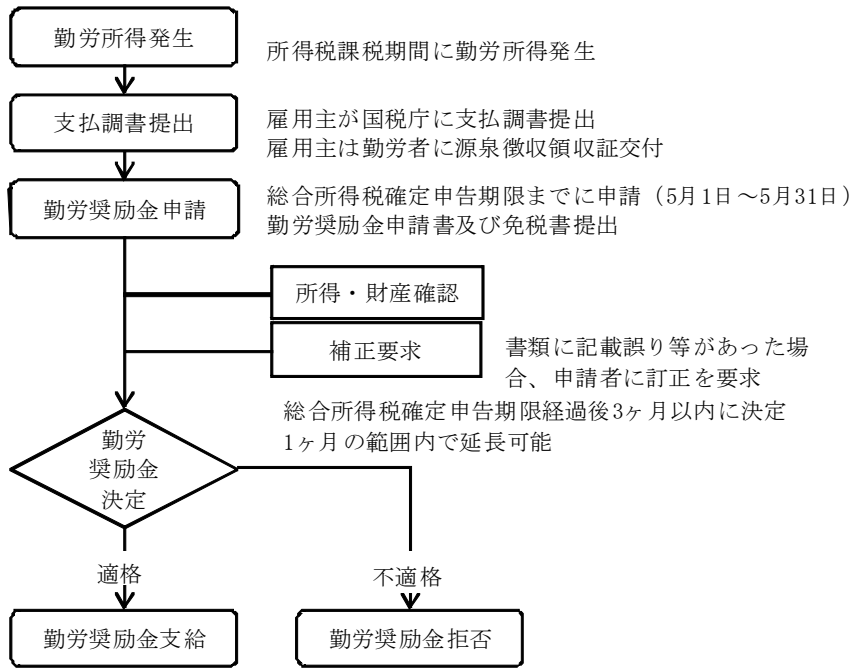 勤労所得発生
所得税課税期間に勤労所得発生
支払調書提出
雇用主が国税庁に支払調書提出
雇用主は勤労者に源泉徴収領収証交付
勤労奨励金申請
総合所得税確定申告期限までに申請（5月1日～5月31日）
勤労奨励金申請書及び免税書提出
所得・財産確認
補正要求
書類に記載誤り等があった場
合、申請者に訂正を要求
総合所得税確定申告期限経過後3ヶ月以内に決定
1ヶ月の範囲内で延長可能
勤労
奨励金
決定
適格
不適格
勤労奨励金支給
勤労奨励金拒否